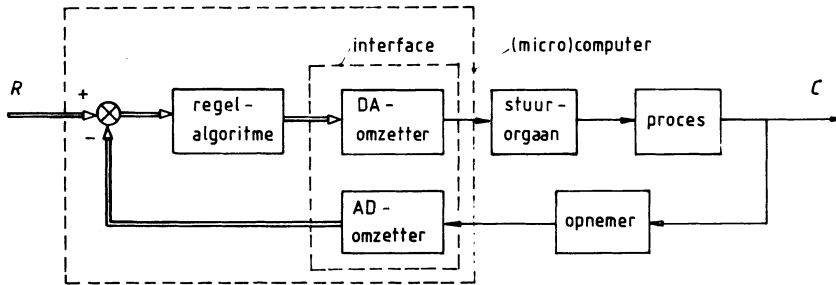 interface
(micro)computer
R
C
+
−
regel-
algoritme
DA-
omzetter
stuur-
orgaan
proces
AD-
omzetter
opnemer